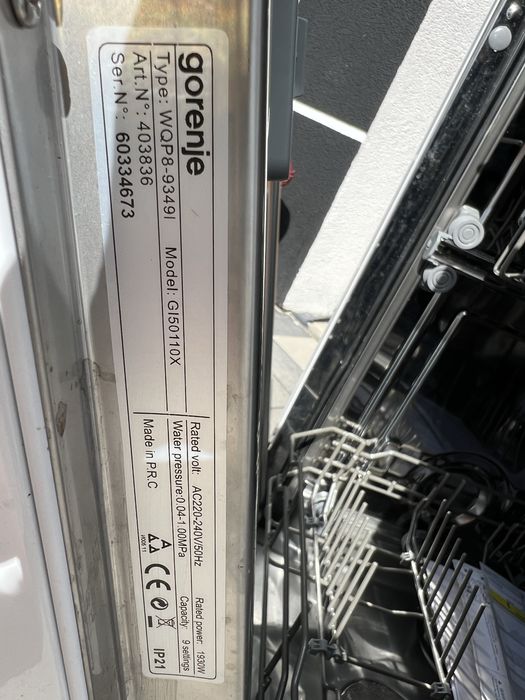 gorenje
Type: WQP8-9349I Model: GI50110X
Art.N°: 403836
Ser.N°: 60334673
Rated volt: AC220-240V/50Hz Rated power: 1930W
Water pressure:0.04-1.00MPa Capacity: 9 settings
Made in P.R.C
A
CE
IP21